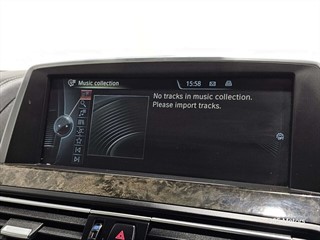 Music collection
15:58
No tracks in music collection.
Please import tracks.